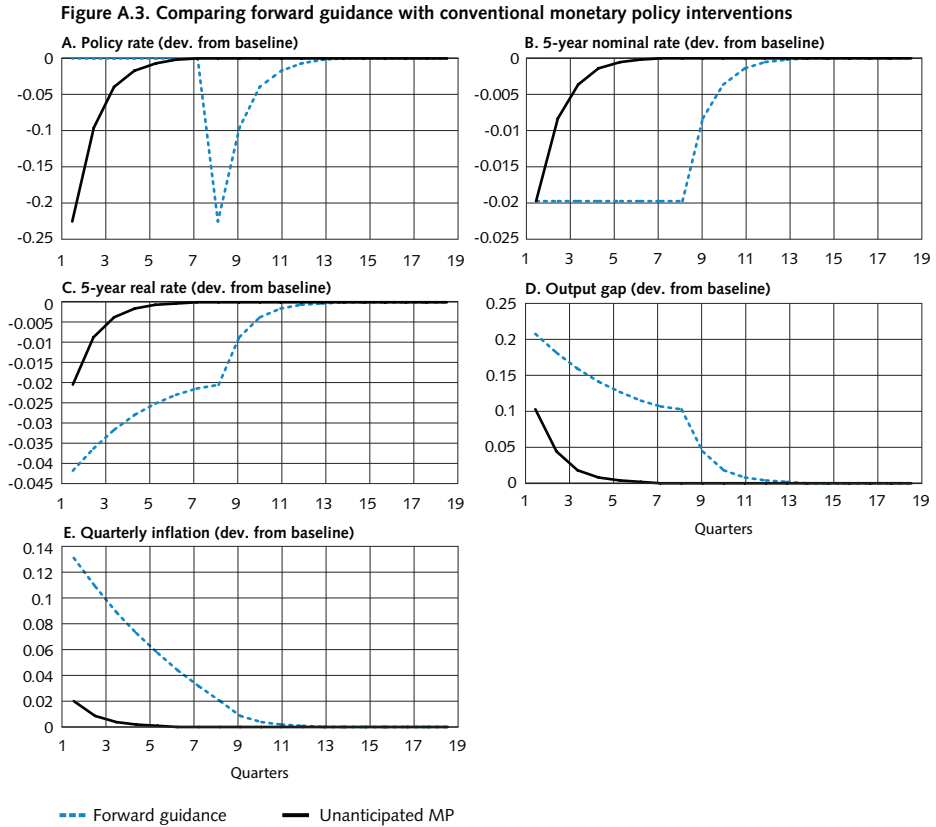 Figure A.3. Comparing forward guidance with conventional monetary policy interventions
A. Policy rate (dev. from baseline)
0
-0.05
-0.1
-0.15
-0.2
-0.25
1 3 5 7 9 11 13 15 17 19
B. 5-year nominal rate (dev. from baseline)
0
-0.005
-0.01
-0.015
-0.02
-0.025
1 3 5 7 9 11 13 15 17 19
C. 5-year real rate (dev. from baseline)
0
-0.005
-0.01
-0.015
-0.02
-0.025
-0.03
-0.035
-0.04
-0.045
1 3 5 7 9 11 13 15 17 19
D. Output gap (dev. from baseline)
0.25
0.2
0.15
0.1
0.05
0
1 3 5 7 9 11 13 15 17 19
Quarters
E. Quarterly inflation (dev. from baseline)
0.14
0.12
0.1
0.08
0.06
0.04
0.02
0
1 3 5 7 9 11 13 15 17 19
Quarters
Forward guidance
Unanticipated MP